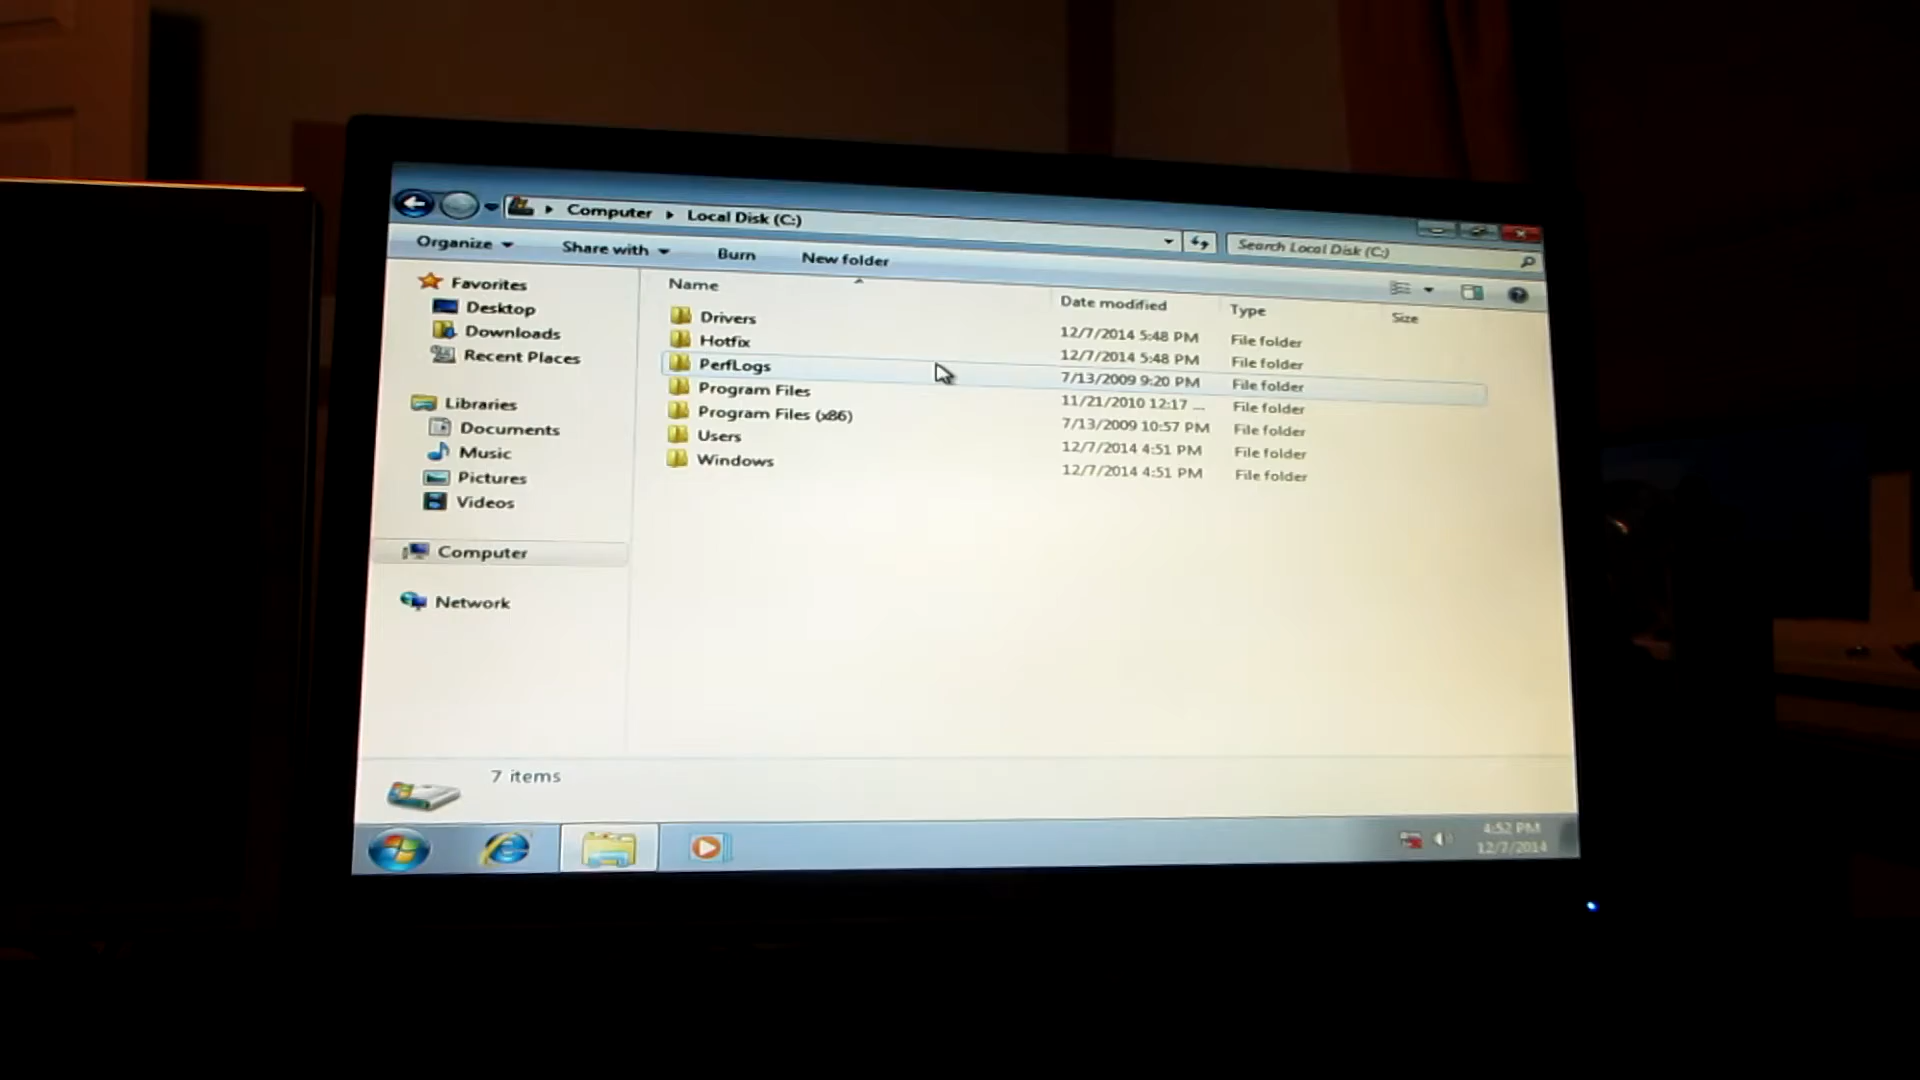 Computer ▸ Local Disk (C:)
Search Local Disk (C:)
Organize Share with Burn New folder
Name Date modified Type Size
Favorites
Desktop
Downloads
Recent Places
Libraries
Documents
Music
Pictures
Videos
Computer
Network
Drivers 12/7/2014 5:48 PM File folder
Hotfix 12/7/2014 5:48 PM File folder
PerfLogs 7/13/2009 9:20 PM File folder
Program Files 11/21/2010 12:17 ... File folder
Program Files (x86) 7/13/2009 10:57 PM File folder
Users 12/7/2014 4:51 PM File folder
Windows 12/7/2014 4:51 PM File folder
7 items
4:52 PM
12/7/2014